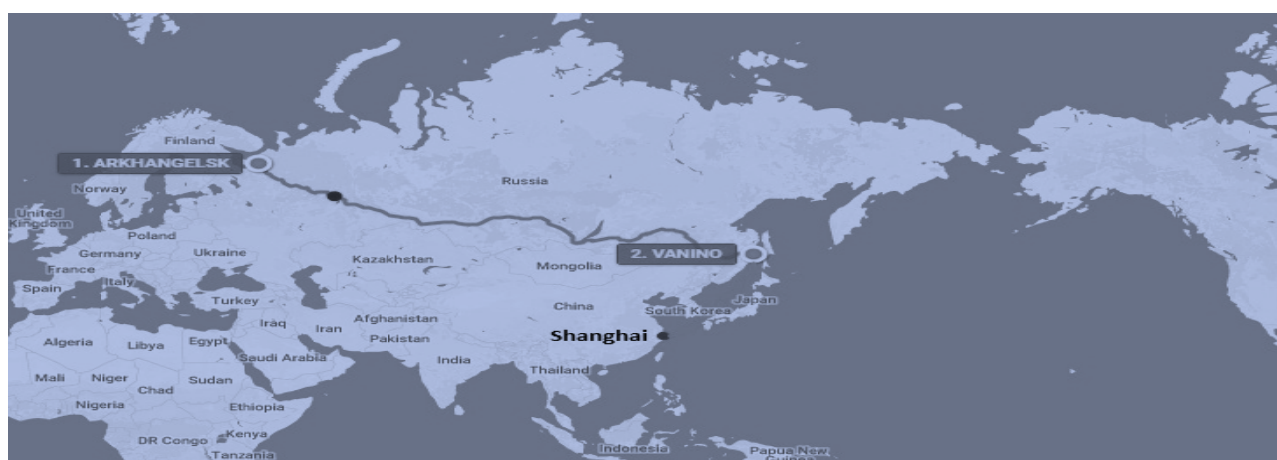 Finland
1. ARKHANGELSK
Norway
Russia
United
Kingdom
Poland
Germany
Ukraine
France
Kazakhstan
2. VANINO
Mongolia
Spain
Italy
Turkey
China
Japan
South Korea
Iraq
Iran
Afghanistan
Shanghai
Algeria
Libya
Egypt
Pakistan
Saudi Arabia
India
Thailand
Mali
Niger
Chad
Sudan
Nigeria
Ethiopia
DR Congo
Kenya
Tanzania
Indonesia
Papua New
Guinea